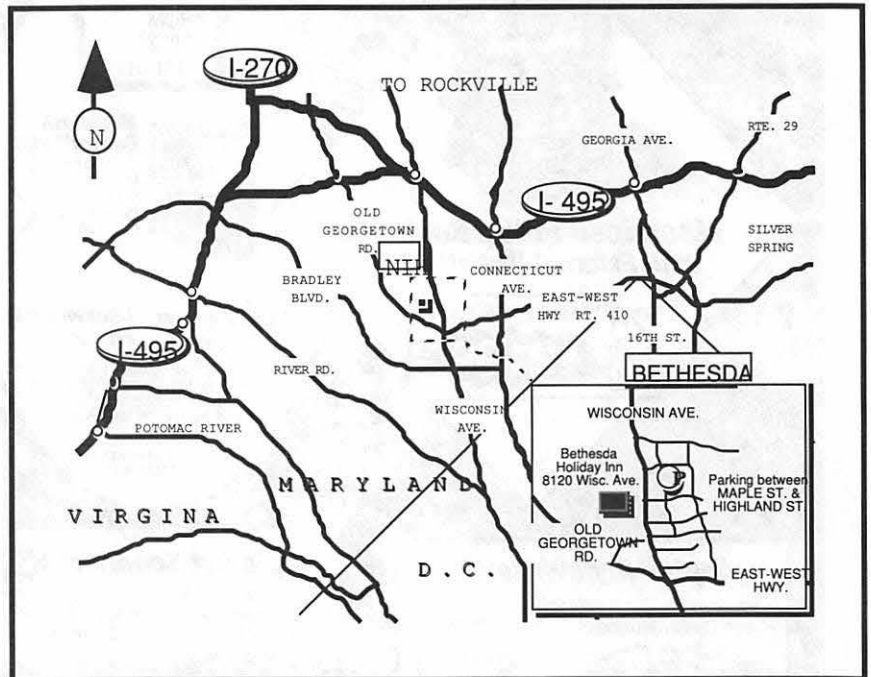 I-270
TO ROCKVILLE
N
GEORGIA AVE.
RTE. 29
I- 495
OLD
GEORGETOWN
RD.
NIH
SILVER
SPRING
CONNECTICUT
AVE.
BRADLEY
BLVD.
EAST-WEST
HWY RT. 410
I-495
16TH ST.
RIVER RD.
BETHESDA
WISCONSIN
AVE.
POTOMAC RIVER
MARYLAND
VIRGINA
D.C.
WISCONSIN AVE.
Bethesda
Holiday Inn
8120 Wisc. Ave.
P
Parking between
MAPLE ST. &
HIGHLAND ST.
OLD
GEORGETOWN
RD.
EAST-WEST
HWY.